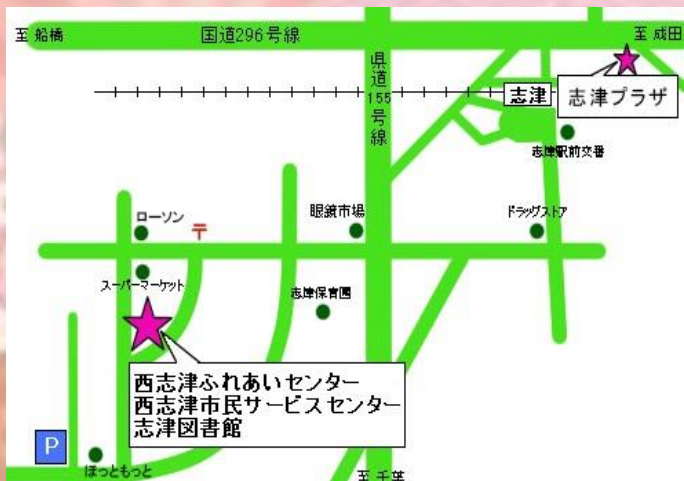 至 船橋
国道296号線
至 成田
県道155号線
志津
志津プラザ
志津駅前交番
ローソン
〒
眼鏡市場
ドラッグストア
スーパーマーケット
志津保育園
西志津ふれあいセンター
西志津市民サービスセンター
志津図書館
P
ほっともっと
至 千葉